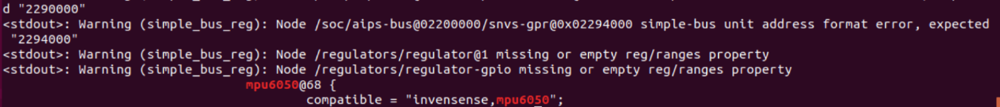 d "2290000"
<stdout>: Warning (simple_bus_reg): Node /soc/aips-bus@02200000/snvs-gpr@0x02294000 simple-bus unit address format error, expected
 "2294000"
<stdout>: Warning (simple_bus_reg): Node /regulators/regulator@1 missing or empty reg/ranges property
<stdout>: Warning (simple_bus_reg): Node /regulators/regulator-gpio missing or empty reg/ranges property
mpu6050@68 {
compatible = "invensense,mpu6050";